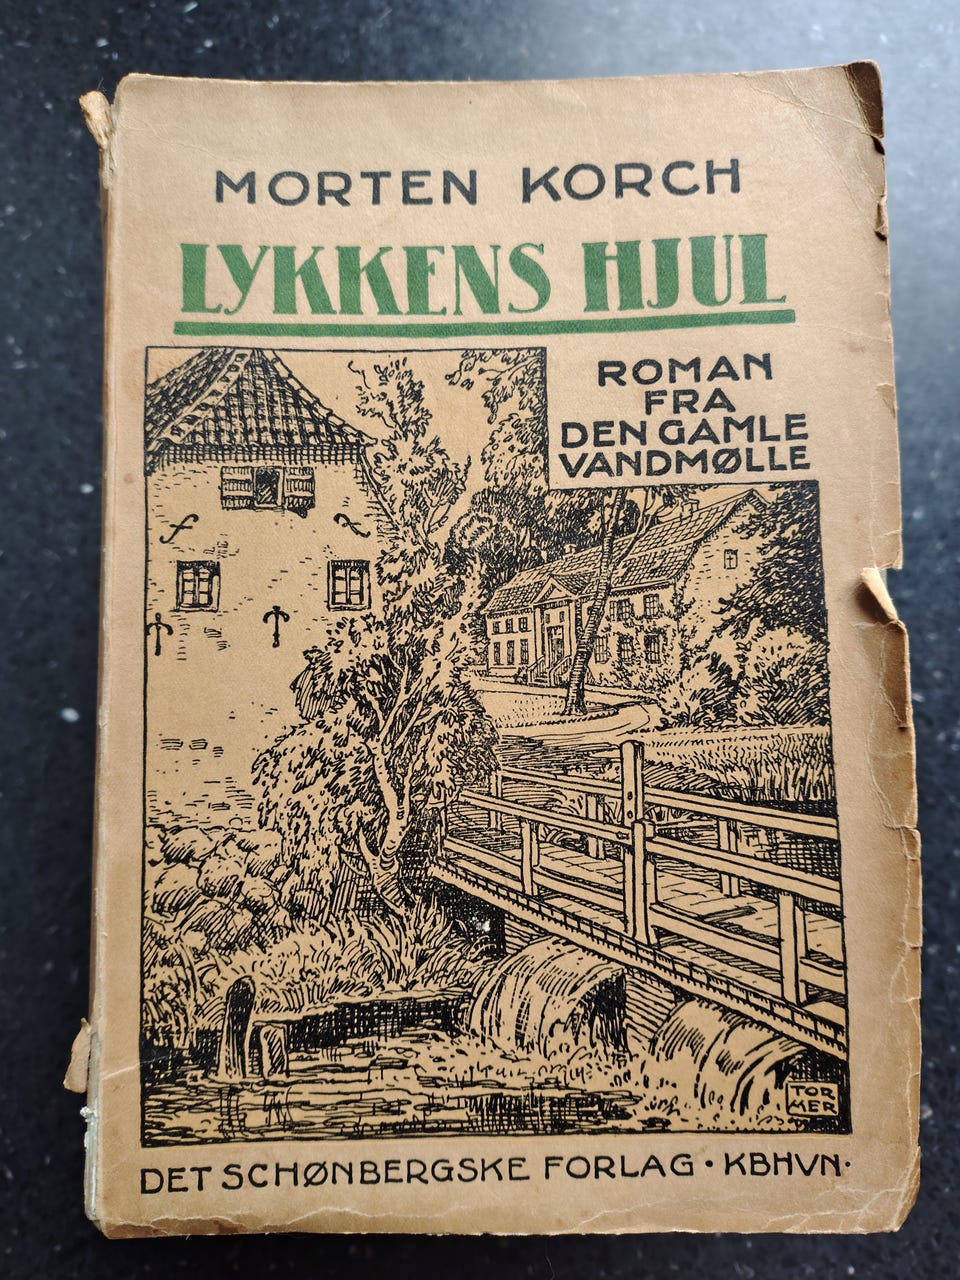 MORTEN KORCH
LYKKENS HJUL
ROMAN
FRA
DEN GAMLE
VANDMØLLE
TOR
MER
DET SCHØNBERGSKE FORLAG · KBHVN ·